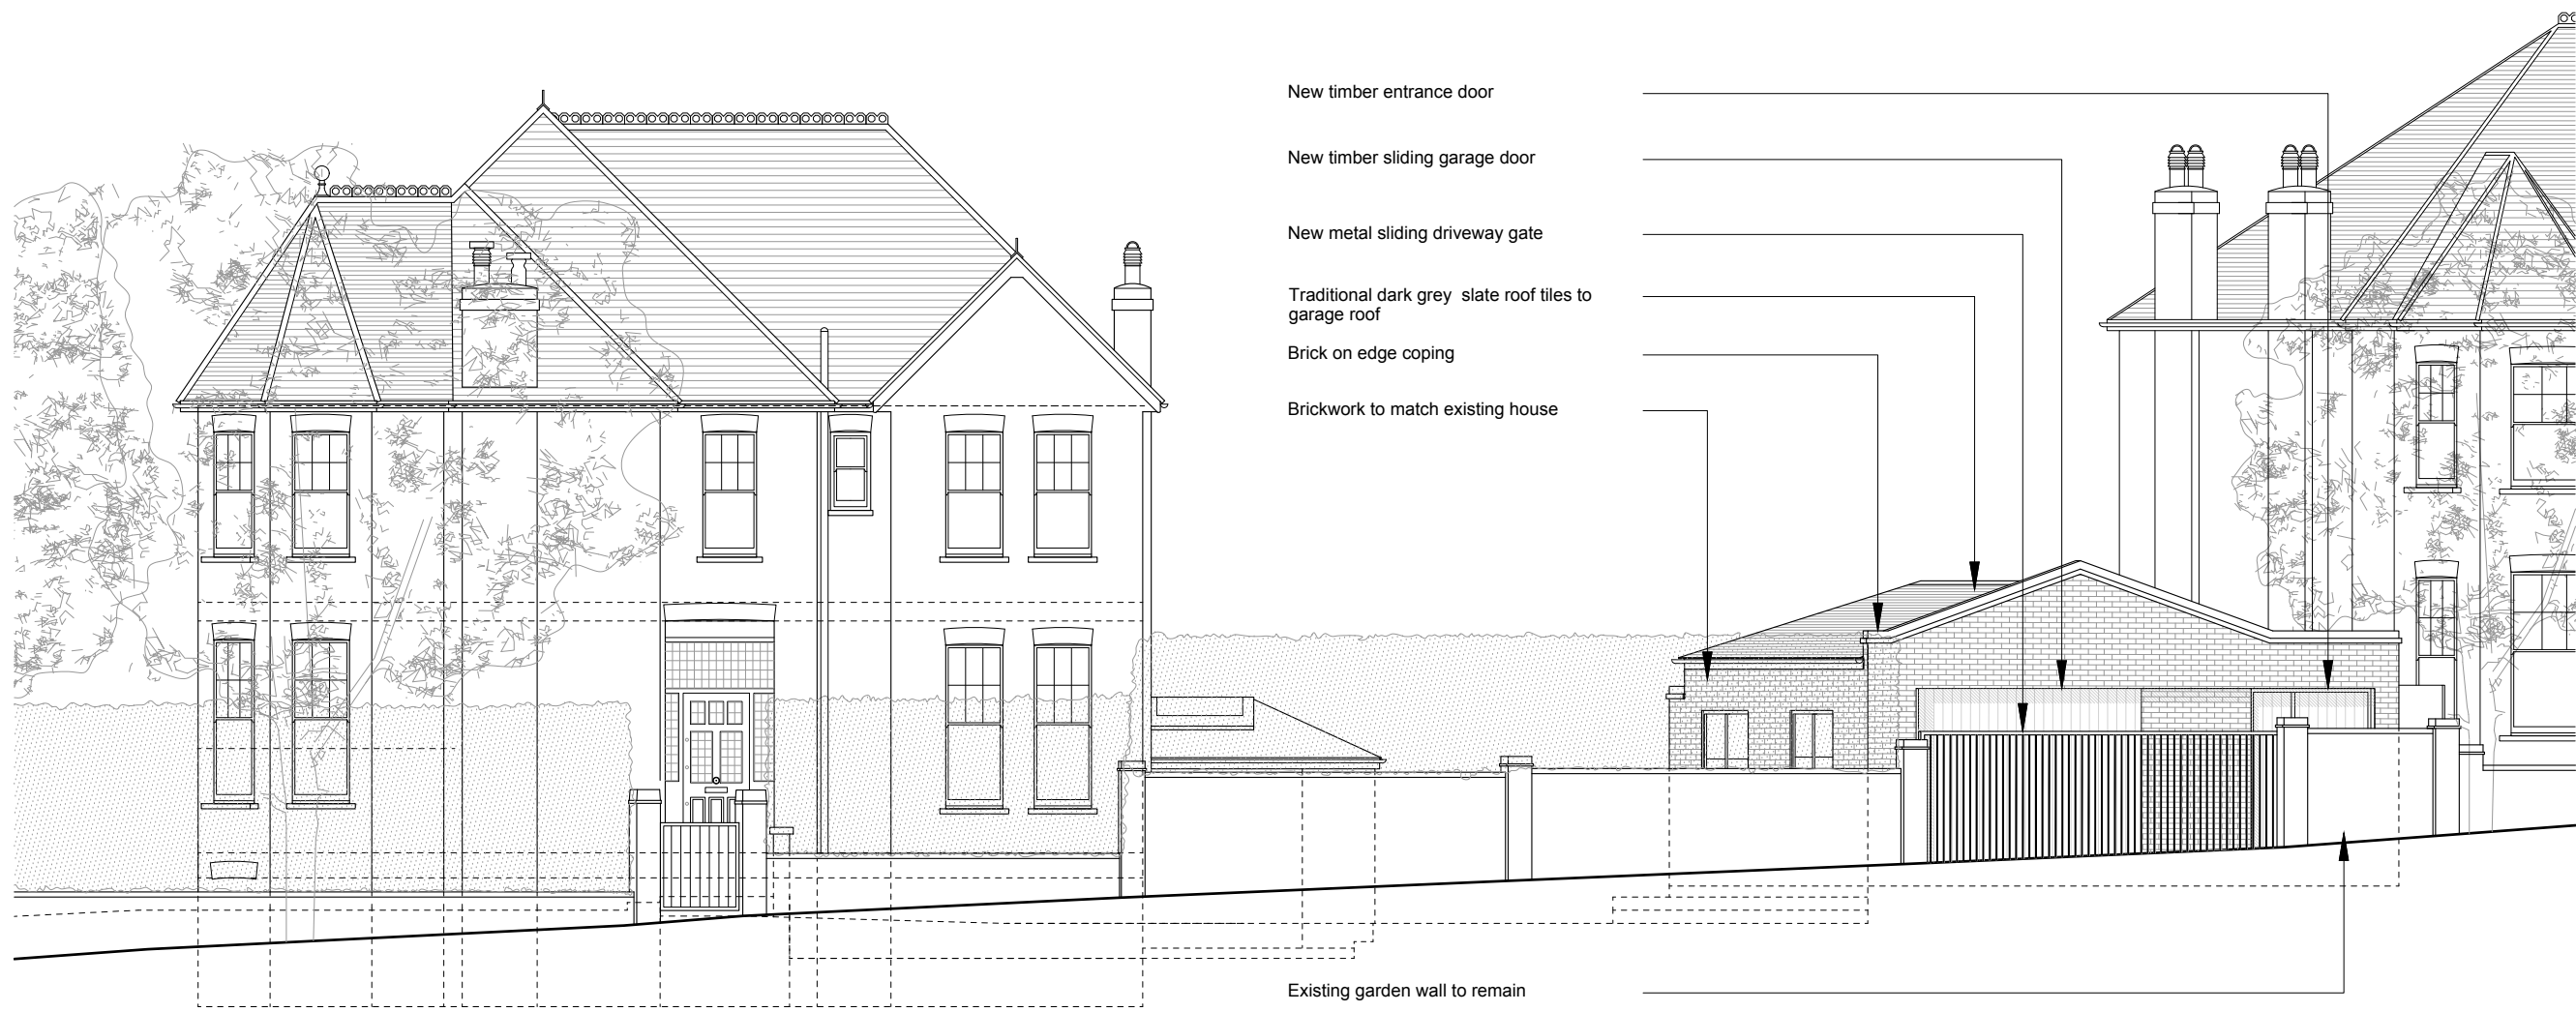 New timber entrance door
New timber sliding garage door
New metal sliding driveway gate
Traditional dark grey  slate roof tiles to
garage roof
Brick on edge coping
Brickwork to match existing house
Existing garden wall to remain